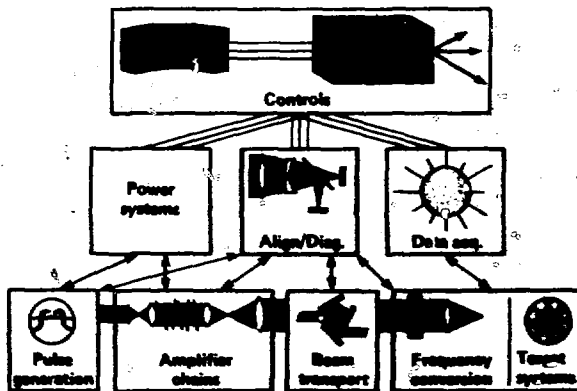 Controls
Power
systems
Align/Diag.
Data acq.
Pulse
generation
Amplifier
chains
Beam
transport
Frequency
conversion
Target
systems